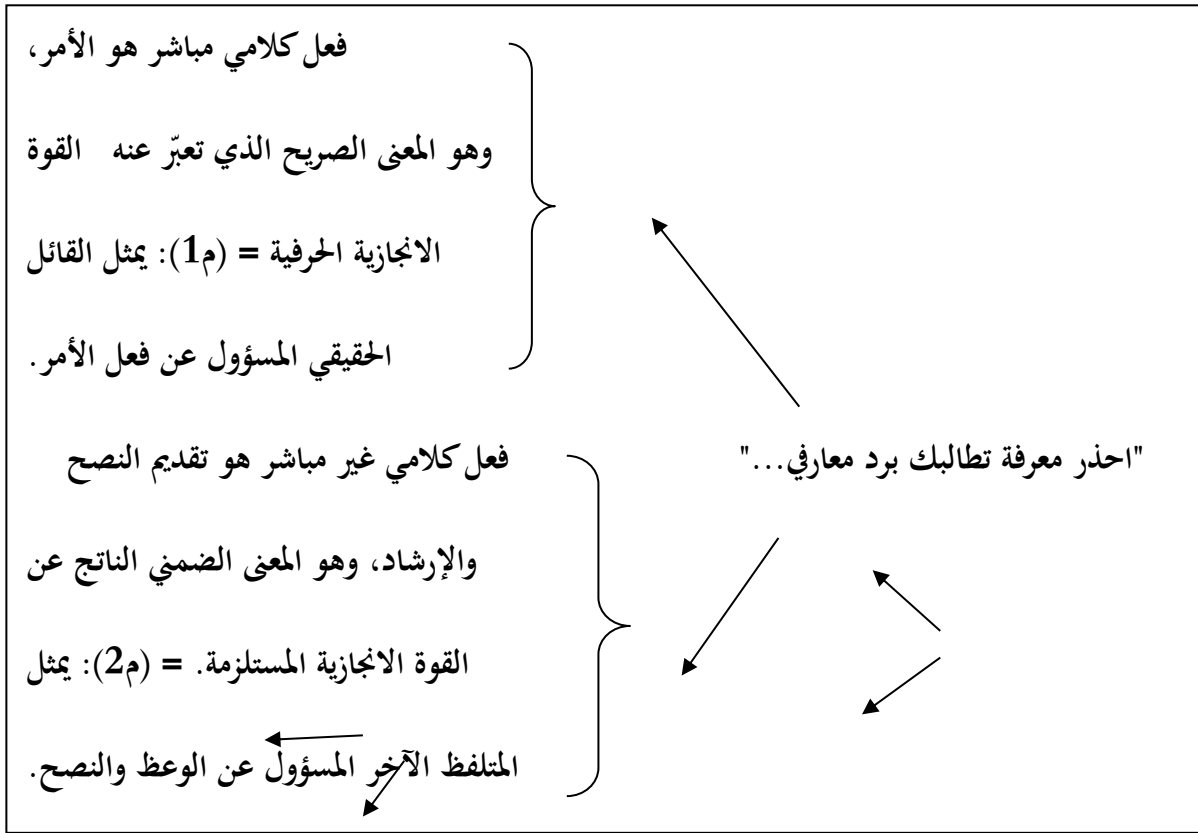 فعل كلامي مباشر هو الأمر،
وهو المعنى الصريح الذي تعبّر عنه القوة
الانجازية الحرفية = (م1): يمثل القائل
الحقيقي المسؤول عن فعل الأمر.
"احذر معرفة تطالبك برد معارفي..."
فعل كلامي غير مباشر هو تقديم النصح
والإرشاد، وهو المعنى الضمني الناتج عن
القوة الانجازية المستلزمة. = (م2): يمثل
المتلفظ الآخر المسؤول عن الوعظ والنصح.